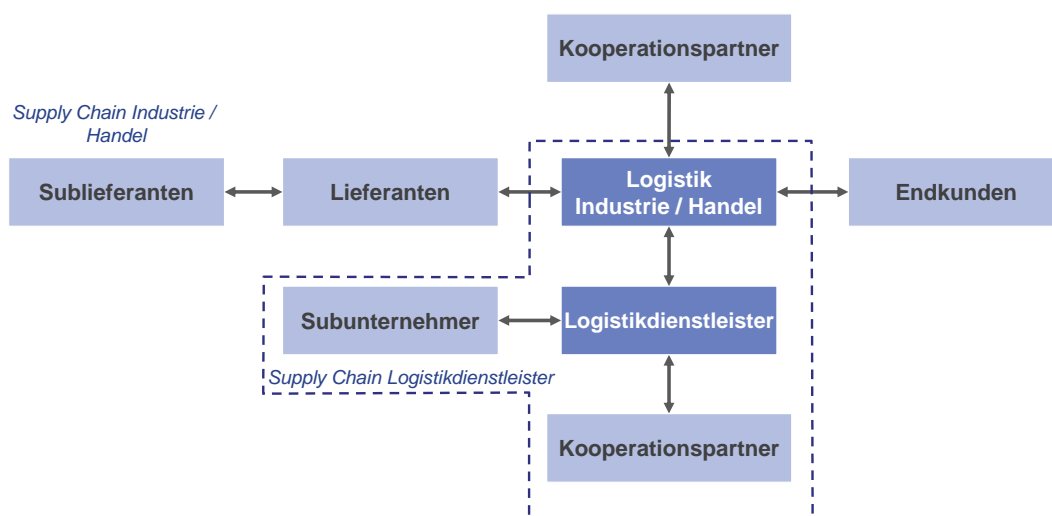 Kooperationspartner
Supply Chain Industrie /
Handel
Sublieferanten
Lieferanten
Logistik
Industrie / Handel
Endkunden
Subunternehmer
Logistikdienstleister
Supply Chain Logistikdienstleister
Kooperationspartner